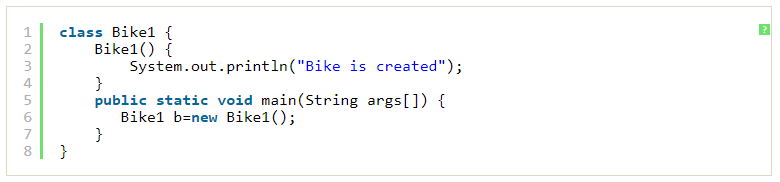 ?
1 class Bike1 {
2     Bike1() {
3         System.out.println("Bike is created");
4     }
5     public static void main(String args[]) {
6        Bike1 b=new Bike1();
7     }
8 }